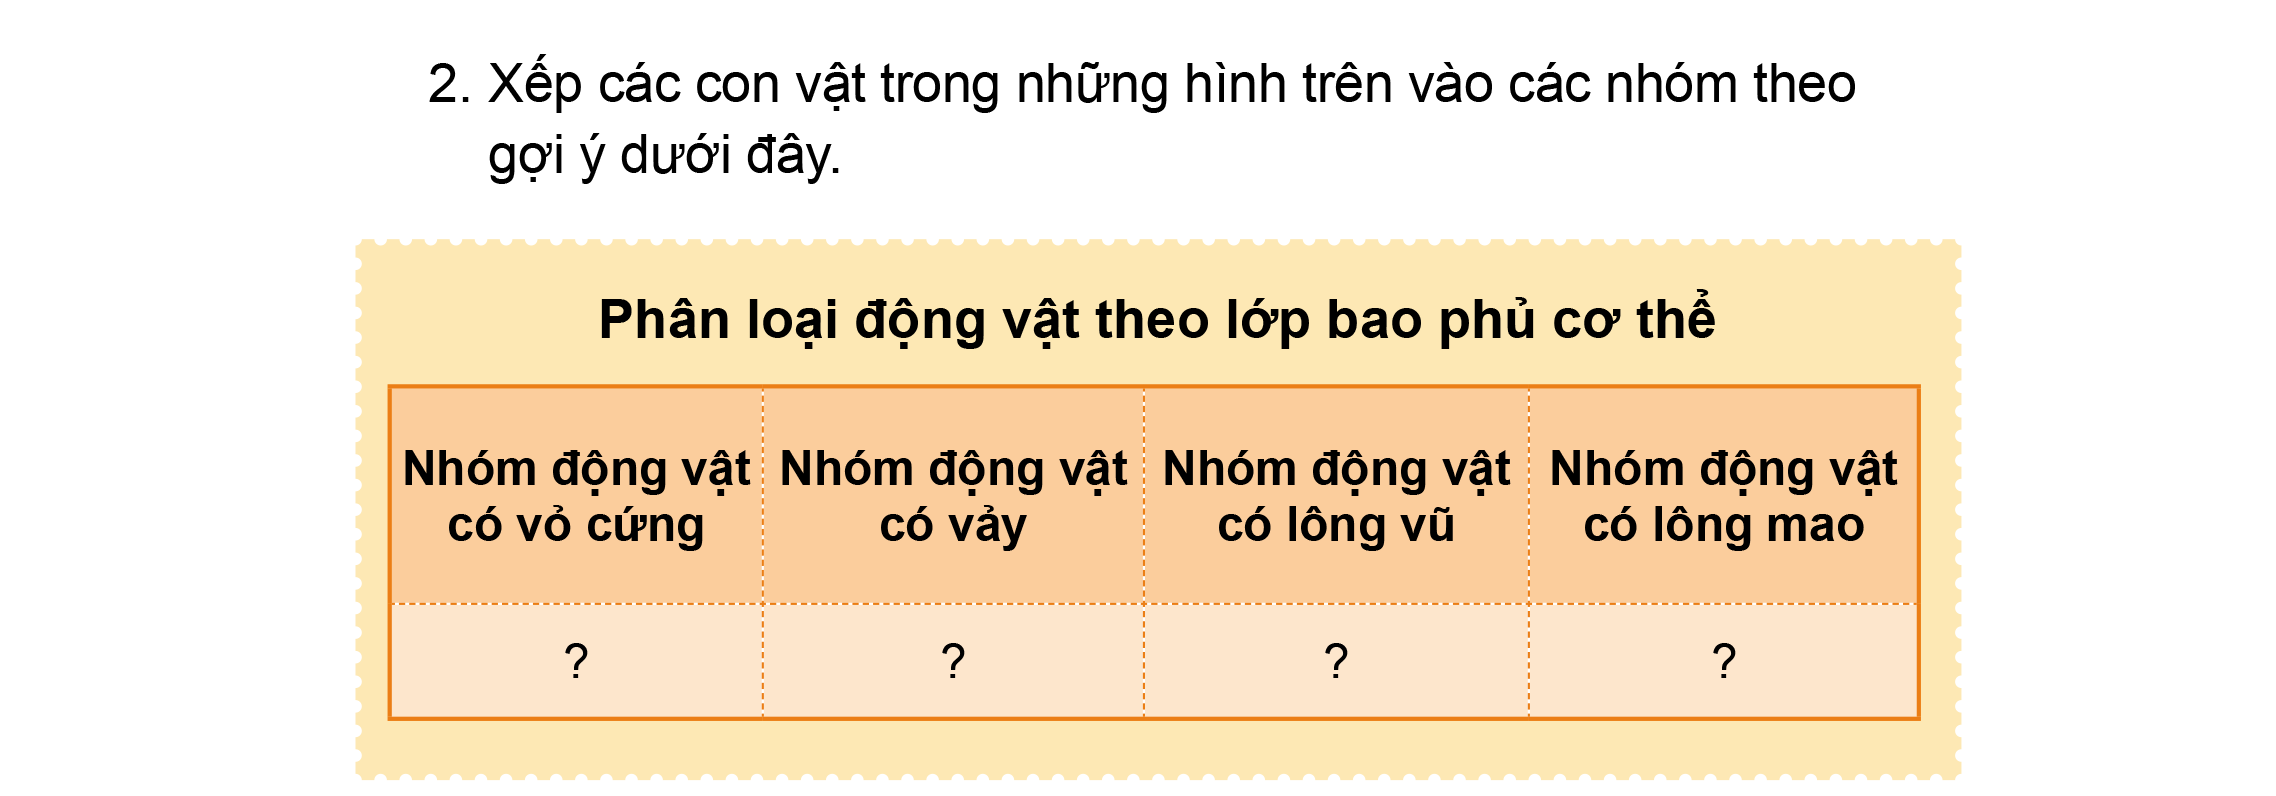 2. Xếp các con vật trong những hình trên vào các nhóm theo
gợi ý dưới đây.
Phân loại động vật theo lớp bao phủ cơ thể
Nhóm động vật có vỏ cứng
Nhóm động vật có vảy
Nhóm động vật có lông vũ
Nhóm động vật có lông mao
? ? ? ?